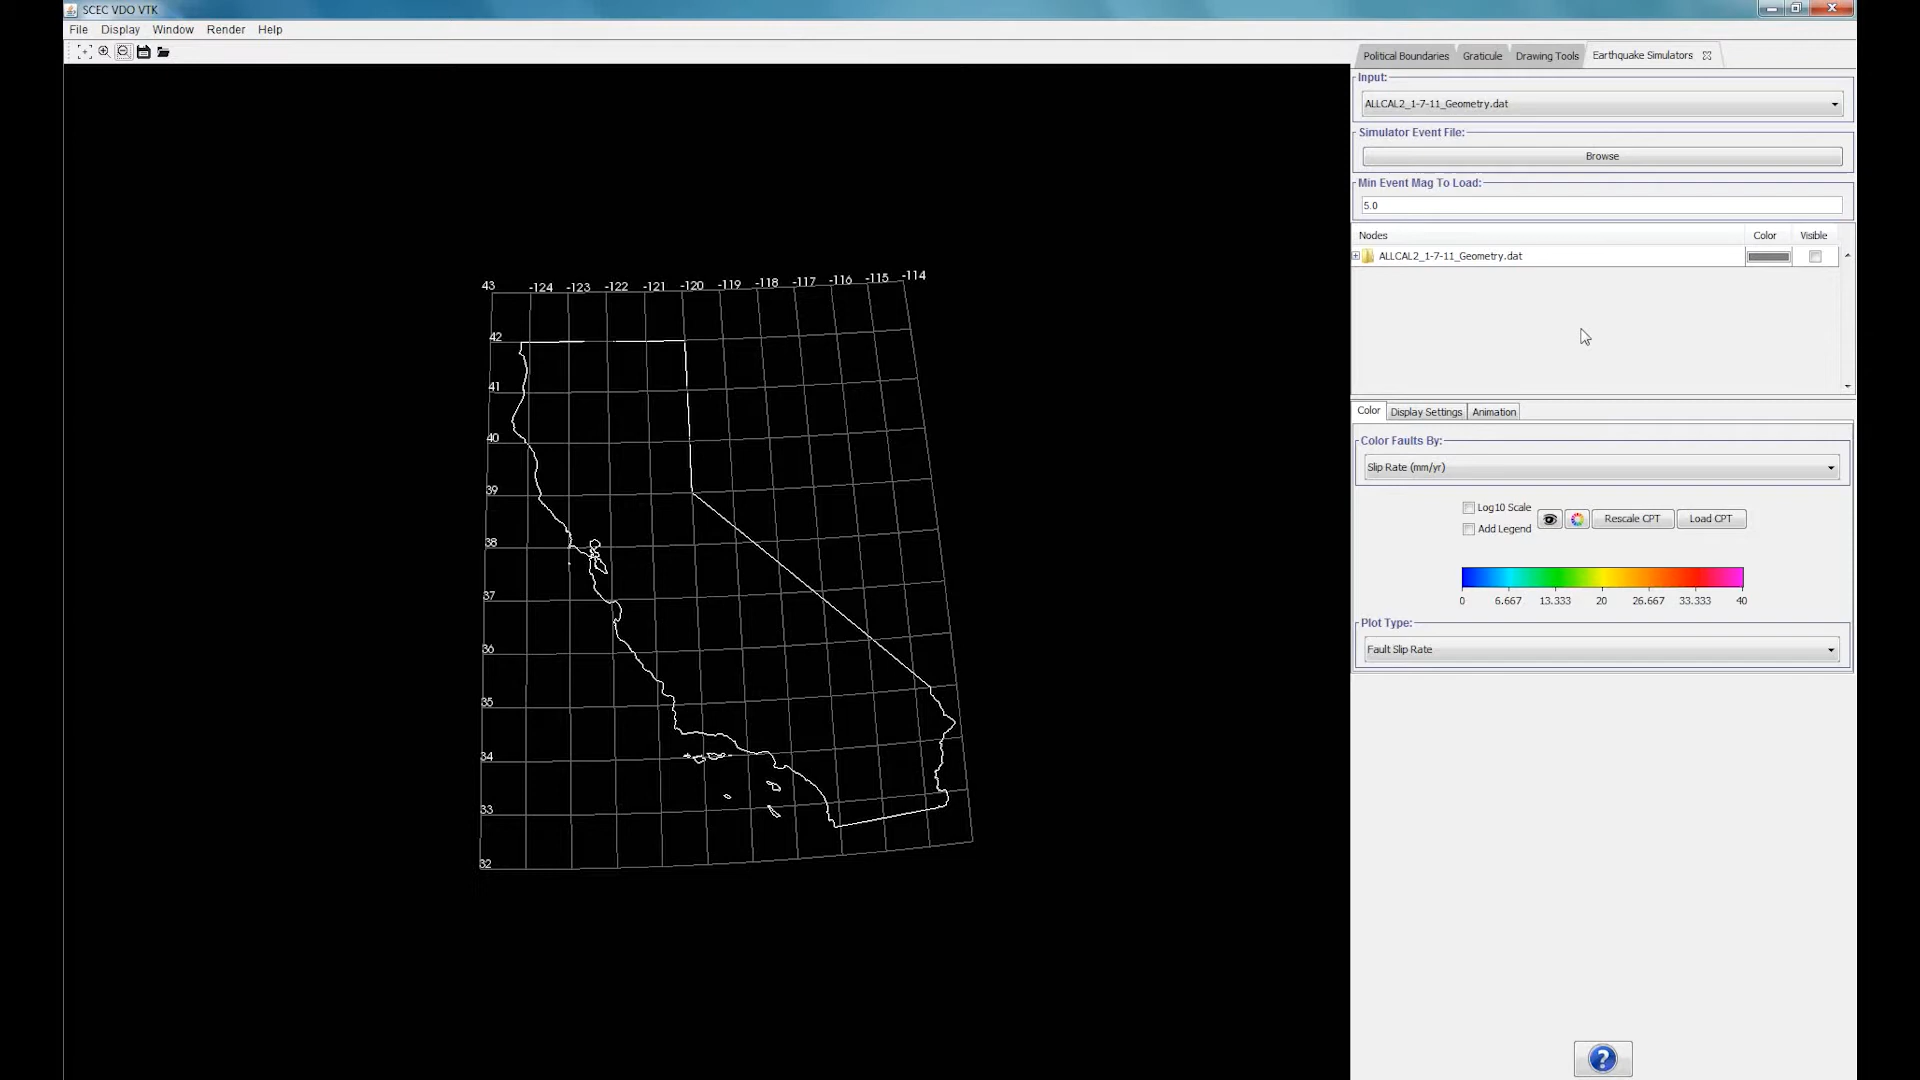 SCEC VDO VTK
File Display Window Render Help
Political Boundaries Graticule Drawing Tools Earthquake Simulators
Input:
ALLCAL2_1-7-11_Geometry.dat
Simulator Event File:
Browse
Min Event Mag To Load:
5.0
Nodes Color Visible
ALLCAL2_1-7-11_Geometry.dat
43 -124 -123 -122 -121 -120 -119 -118 -117 -116 -115 -114
42
41
40
39
38
37
36
35
34
33
32
Color Display Settings Animation
Color Faults By:
Slip Rate (mm/yr)
Log10 Scale
Add Legend
Rescale CPT Load CPT
0 6.667 13.333 20 26.667 33.333 40
Plot Type:
Fault Slip Rate
?